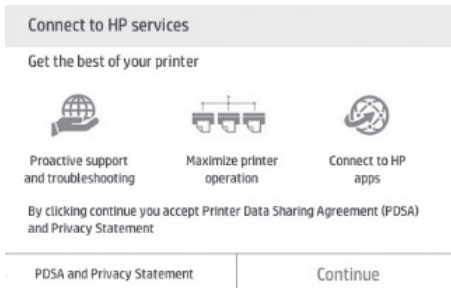 Connect to HP services
Get the best of your printer
Proactive support
and troubleshooting
Maximize printer
operation
Connect to HP
apps
By clicking continue you accept Printer Data Sharing Agreement (PDSA)
and Privacy Statement
PDSA and Privacy Statement
Continue